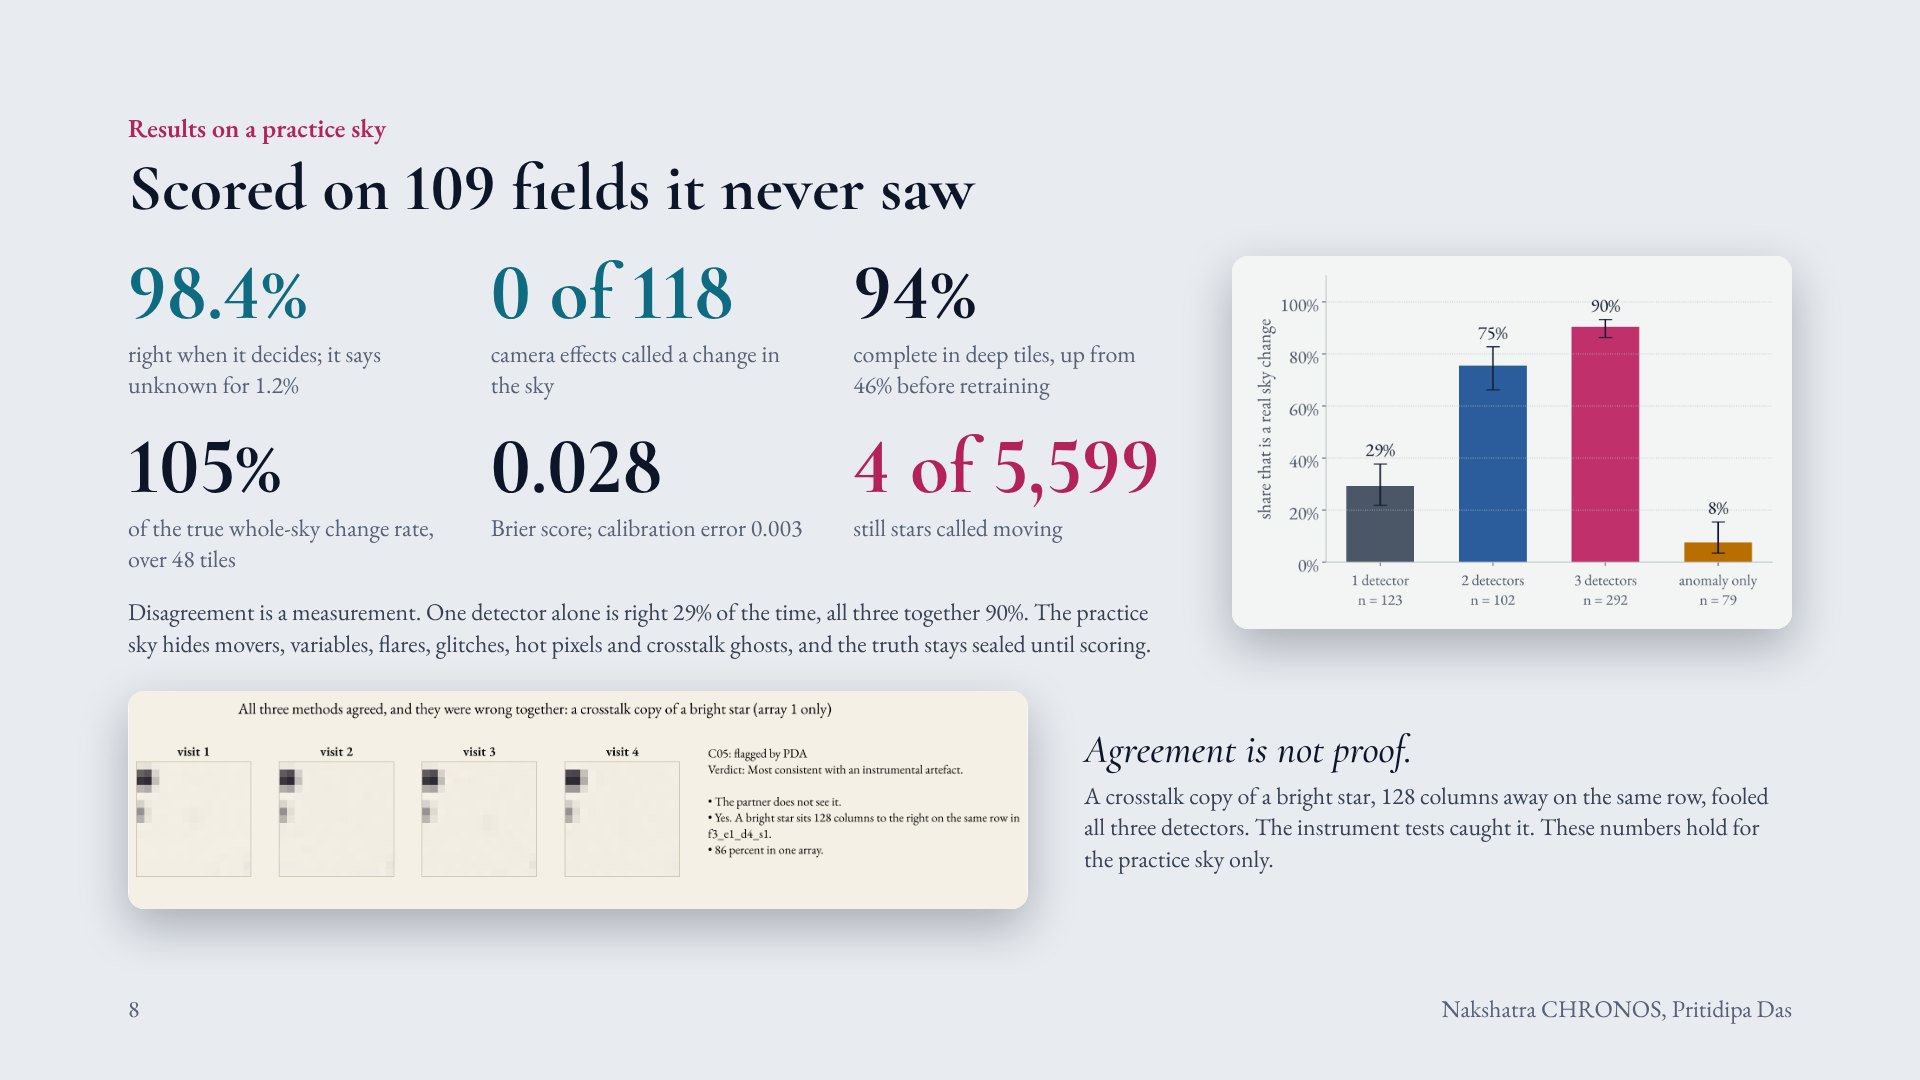 Results on a practice sky
Scored on 109 fields it never saw
98.4%
right when it decides; it says
unknown for 1.2%
0 of 118
camera effects called a change in
the sky
94%
complete in deep tiles, up from
46% before retraining
105%
of the true whole-sky change rate,
over 48 tiles
0.028
Brier score; calibration error 0.003
4 of 5,599
still stars called moving
Disagreement is a measurement. One detector alone is right 29% of the time, all three together 90%. The practice
sky hides movers, variables, flares, glitches, hot pixels and crosstalk ghosts, and the truth stays sealed until scoring.
share that is a real sky change
100%
80%
60%
40%
20%
0%
29%
75%
90%
8%
1 detector
n = 123
2 detectors
n = 102
3 detectors
n = 292
anomaly only
n = 79
All three methods agreed, and they were wrong together: a crosstalk copy of a bright star (array 1 only)
visit 1
visit 2
visit 3
visit 4
C05: flagged by PDA
Verdict: Most consistent with an instrumental artefact.
• The partner does not see it.
• Yes. A bright star sits 128 columns to the right on the same row in
f3_e1_d4_s1.
• 86 percent in one array.
Agreement is not proof.
A crosstalk copy of a bright star, 128 columns away on the same row, fooled
all three detectors. The instrument tests caught it. These numbers hold for
the practice sky only.
8
Nakshatra CHRONOS, Pritidipa Das